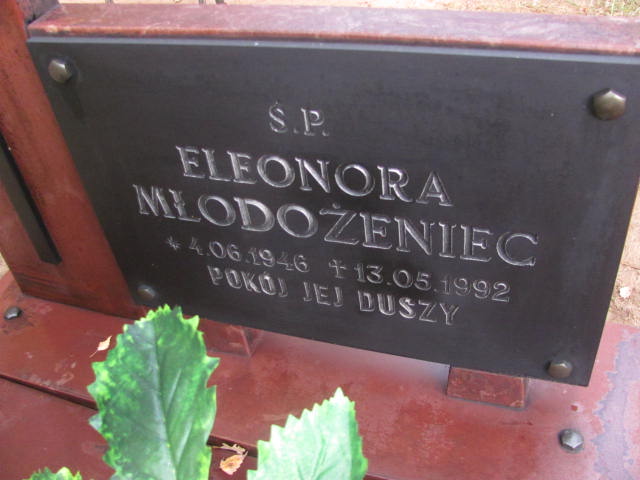 Ś.P.
ELEONORA
MŁODOŻENIEC
* 4.06.1946 ✝ 13.05.1992
POKÓJ JEJ DUSZY